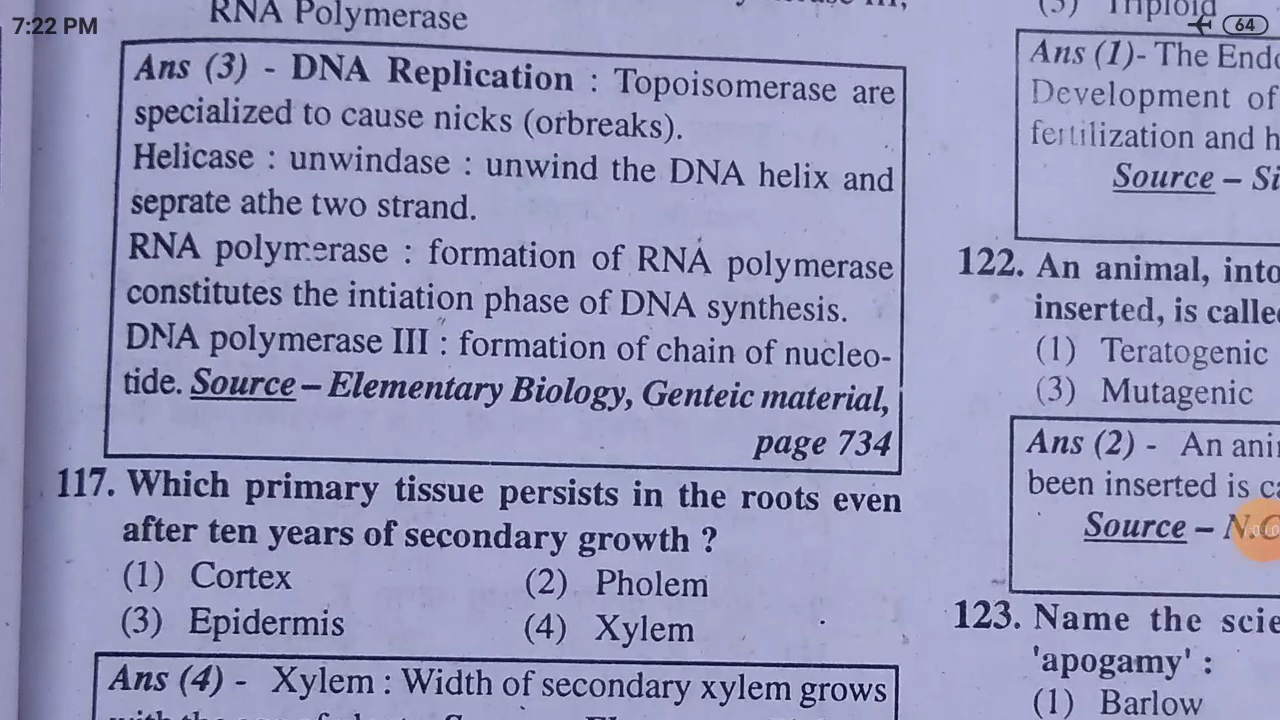 7:22 PM
64
RNA Polymerase
Ans (3) - DNA Replication : Topoisomerase are
specialized to cause nicks (orbreaks).
Helicase : unwindase : unwind the DNA helix and
seprate athe two strand.
RNA polymerase : formation of RNA polymerase
constitutes the intiation phase of DNA synthesis.
DNA polymerase III : formation of chain of nucleo-
tide. Source – Elementary Biology, Genteic material,
page 734
117. Which primary tissue persists in the roots even
after ten years of secondary growth ?
(1) Cortex (2) Pholem
(3) Epidermis (4) Xylem
Ans (4) - Xylem : Width of secondary xylem grows
(3) Triploid
Ans (1)- The Endo
Development of
fertilization and h
Source – Si
122. An animal, into
inserted, is calle
(1) Teratogenic
(3) Mutagenic
Ans (2) - An ani
been inserted is ca
Source – N.C
123. Name the scie
'apogamy' :
(1) Barlow